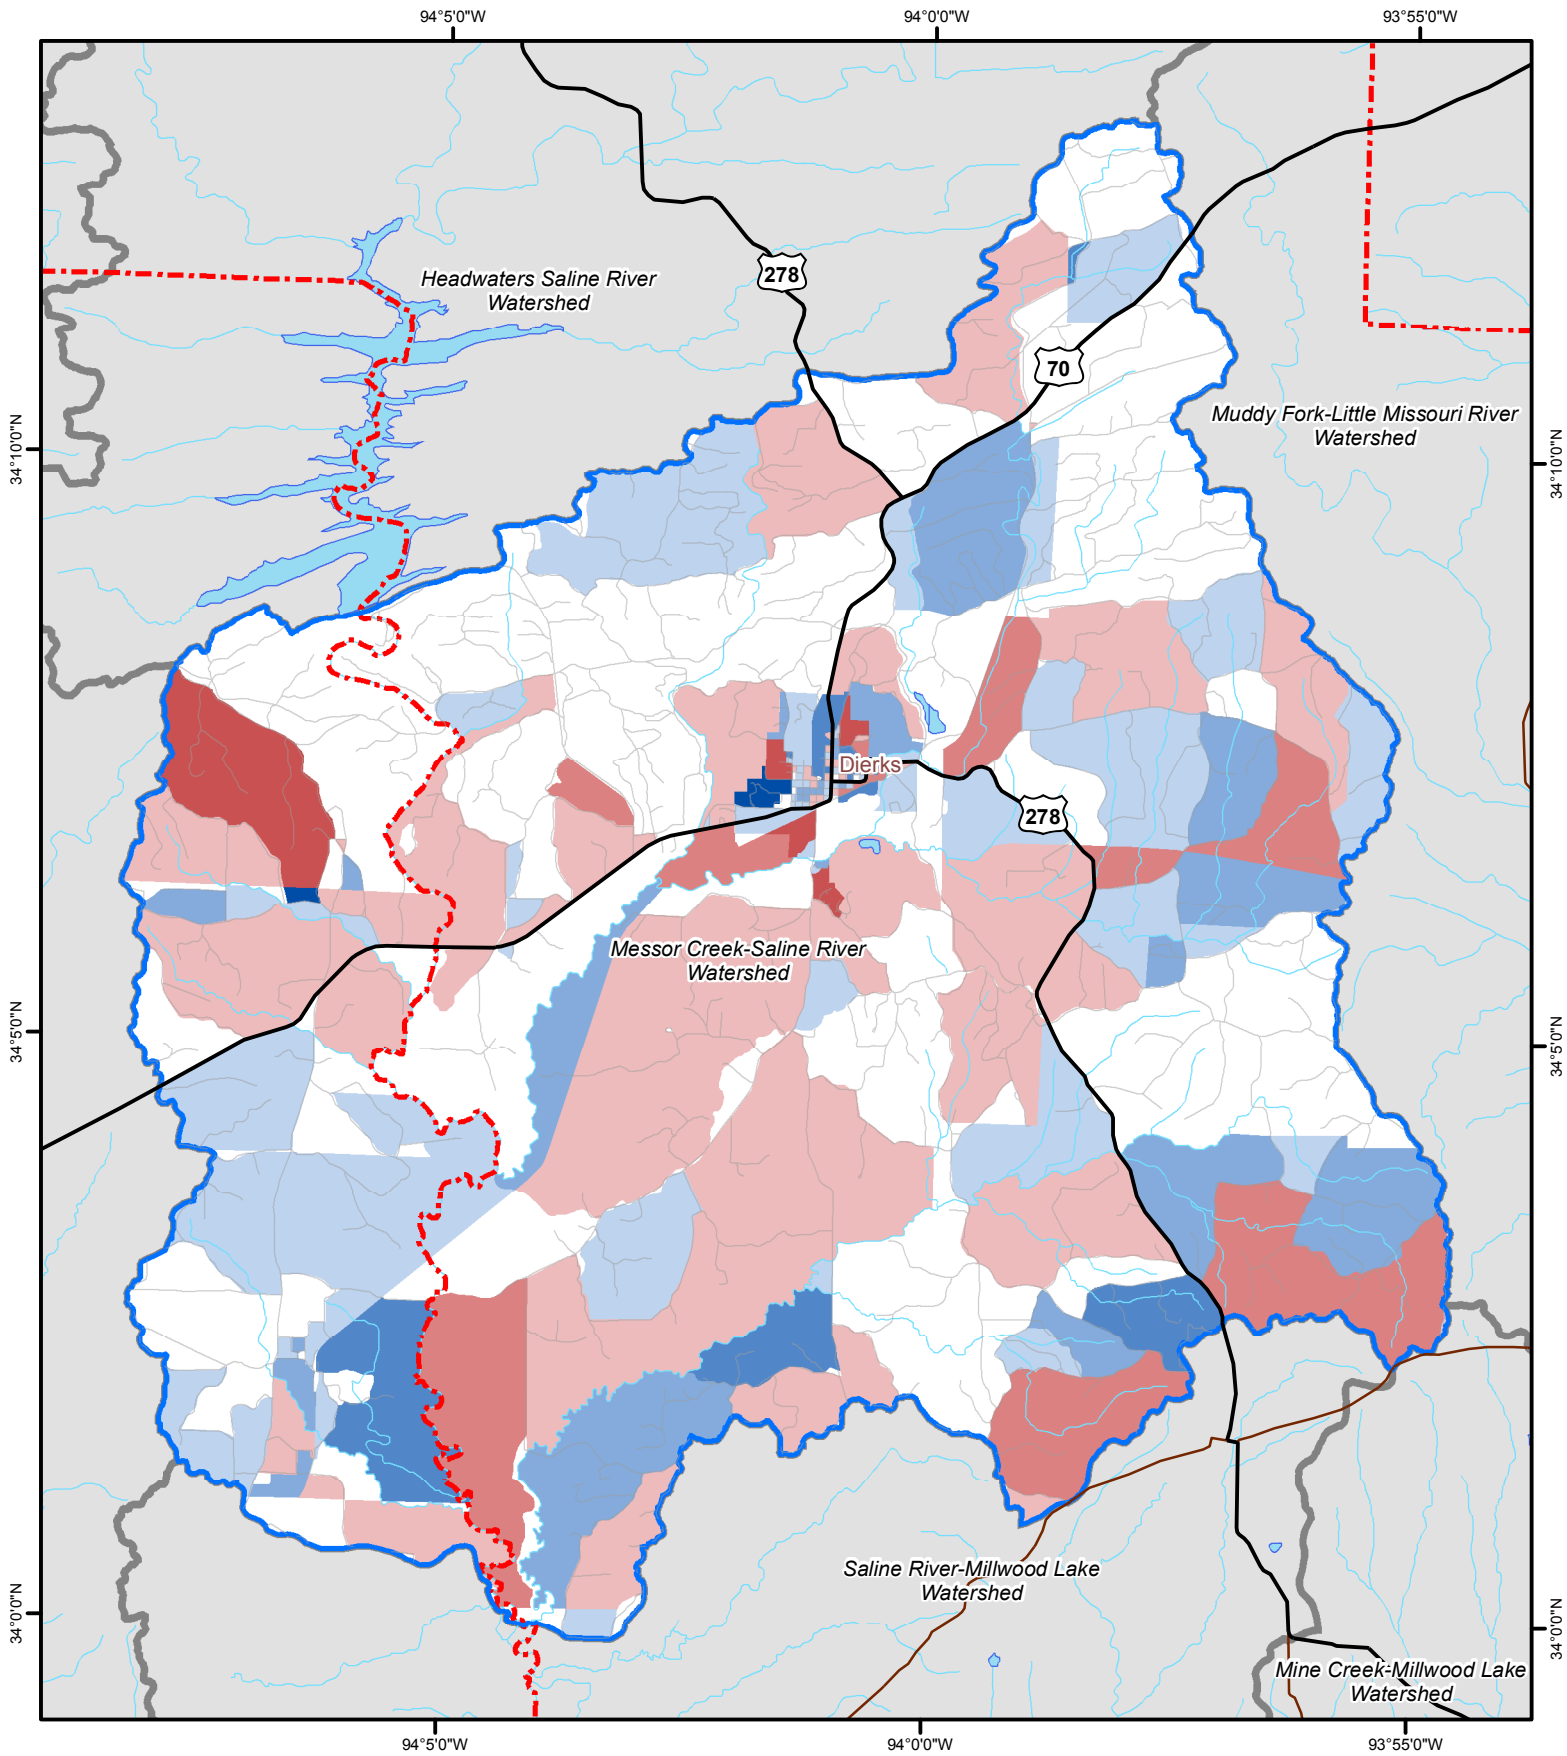 94°5'0"W
94°0'0"W
93°55'0"W
278
Headwaters Saline River
Watershed
70
Muddy Fork-Little Missouri River
Watershed
34°10'0"N
34°10'0"N
Dierks
278
Messor Creek-Saline River
Watershed
34°5'0"N
34°5'0"N
Saline River-Millwood Lake
Watershed
34°0'0"N
34°0'0"N
Mine Creek-Millwood Lake
Watershed
94°5'0"W
94°0'0"W
93°55'0"W